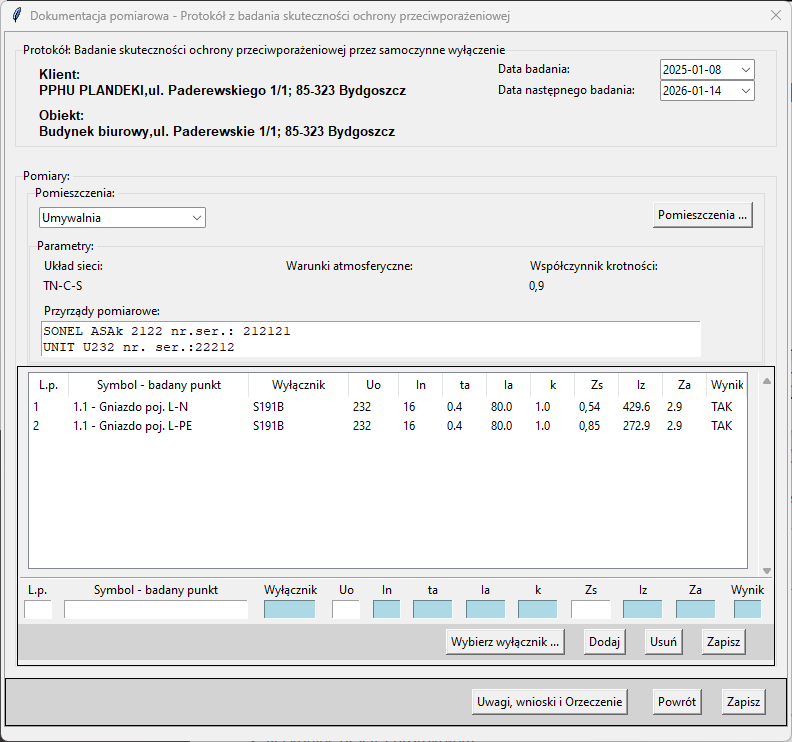 Dokumentacja pomiarowa - Protokół z badania skuteczności ochrony przeciwporażeniowej
Protokół: Badanie skuteczności ochrony przeciwporażeniowej przez samoczynne wyłączenie
Klient:
PPHU PLANDEKI,ul. Paderewskiego 1/1; 85-323 Bydgoszcz
Obiekt:
Budynek biurowy,ul. Paderewskie 1/1; 85-323 Bydgoszcz
Data badania: 2025-01-08
Data następnego badania: 2026-01-14
Pomiary:
Pomieszczenia:
Umywalnia
Pomieszczenia ...
Parametry:
Układ sieci: Warunki atmosferyczne: Współczynnik krotności:
TN-C-S 0,9
Przyrządy pomiarowe:
SONEL ASAk 2122 nr.ser.: 212121
UNIT U232 nr. ser.:22212
L.p. Symbol - badany punkt Wyłącznik Uo In ta Ia k Zs Iz Za Wynik
1 1.1 - Gniazdo poj. L-N S191B 232 16 0.4 80.0 1.0 0,54 429.6 2.9 TAK
2 1.1 - Gniazdo poj. L-PE S191B 232 16 0.4 80.0 1.0 0,85 272.9 2.9 TAK
L.p. Symbol - badany punkt Wyłącznik Uo In ta Ia k Zs Iz Za Wynik
Wybierz wyłącznik ... Dodaj Usuń Zapisz
Uwagi, wnioski i Orzeczenie Powrót Zapisz